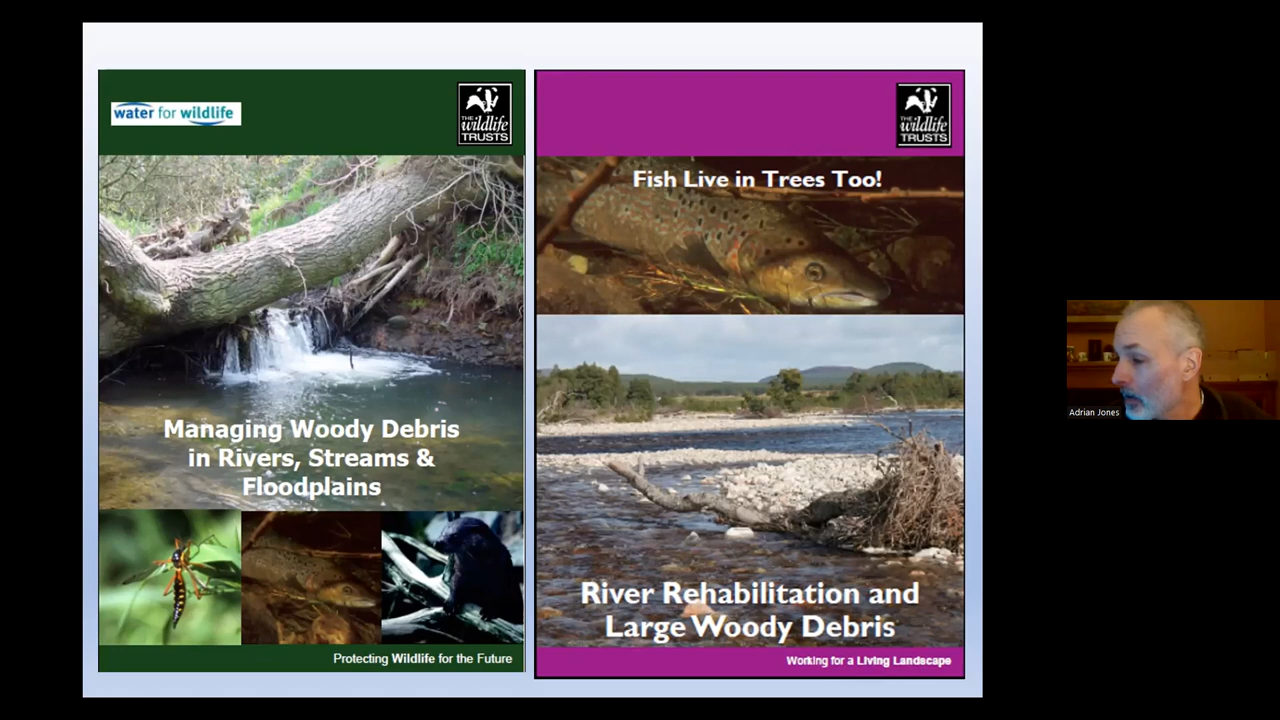 water for wildlife
THE
wildlife
TRUSTS
Managing Woody Debris
in Rivers, Streams &
Floodplains
Protecting Wildlife for the Future
THE
wildlife
TRUSTS
Fish Live in Trees Too!
River Rehabilitation and
Large Woody Debris
Working for a Living Landscape
Adrian Jones